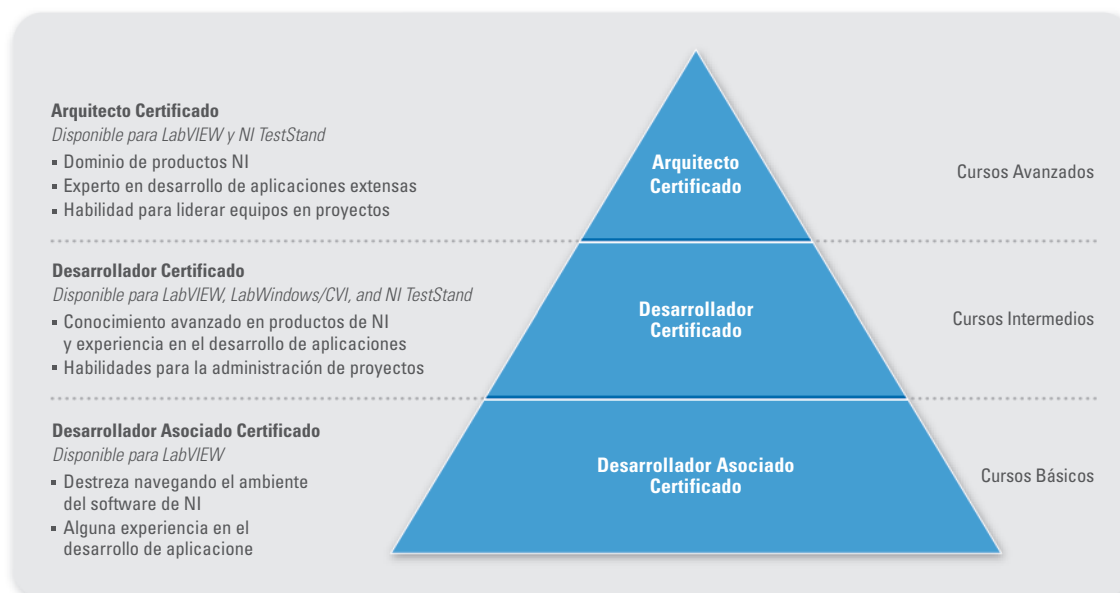 Arquitecto Certificado
Disponible para LabVIEW y NI TestStand
▪ Dominio de productos NI
▪ Experto en desarrollo de aplicaciones extensas
▪ Habilidad para liderar equipos en proyectos
Arquitecto
Certificado
Cursos Avanzados
Desarrollador Certificado
Disponible para LabVIEW, LabWindows/CVI, and NI TestStand
▪ Conocimiento avanzado en productos de NI
y experiencia en el desarrollo de aplicaciones
▪ Habilidades para la administración de proyectos
Desarrollador
Certificado
Cursos Intermedios
Desarrollador Asociado Certificado
Disponible para LabVIEW
▪ Destreza navegando el ambiente
del software de NI
▪ Alguna experiencia en el
desarrollo de aplicacione
Desarrollador Asociado
Certificado
Cursos Básicos